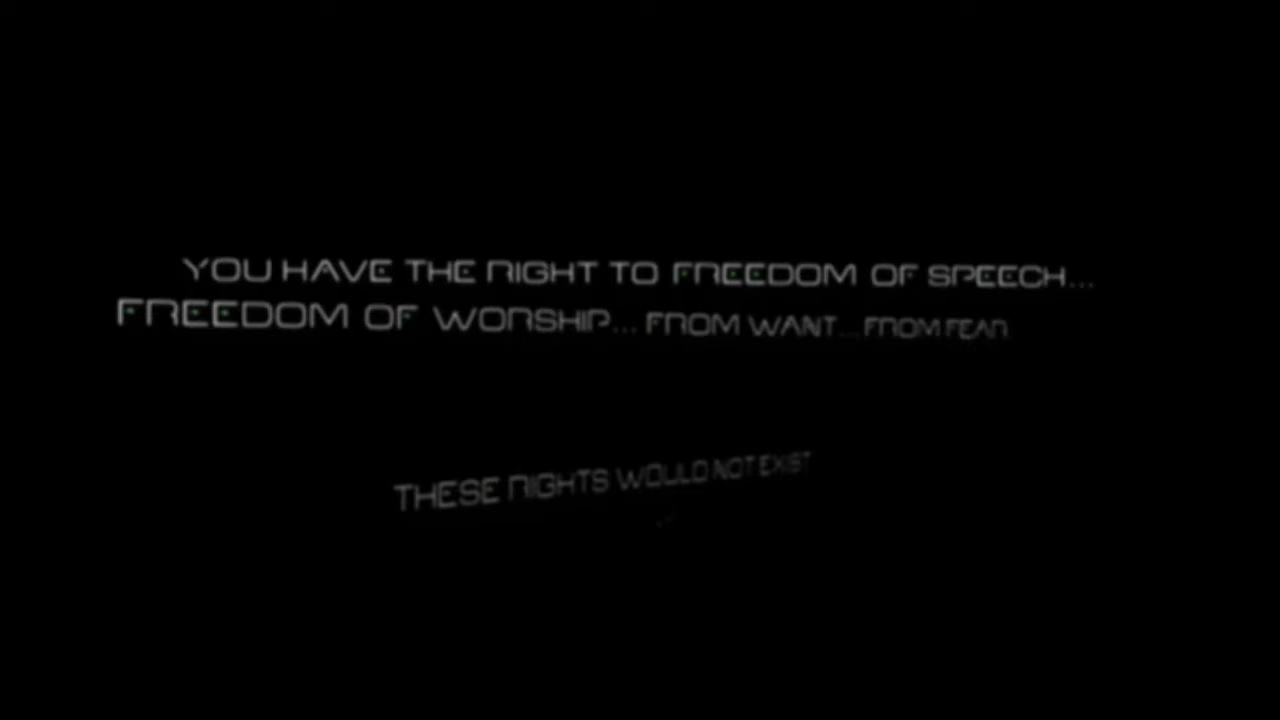 YOU HAVE THE RIGHT TO FREEDOM OF SPEECH...
FREEDOM OF WORSHIP... FROM WANT... FROM FEAR
THESE RIGHTS WOULD NOT EXIST